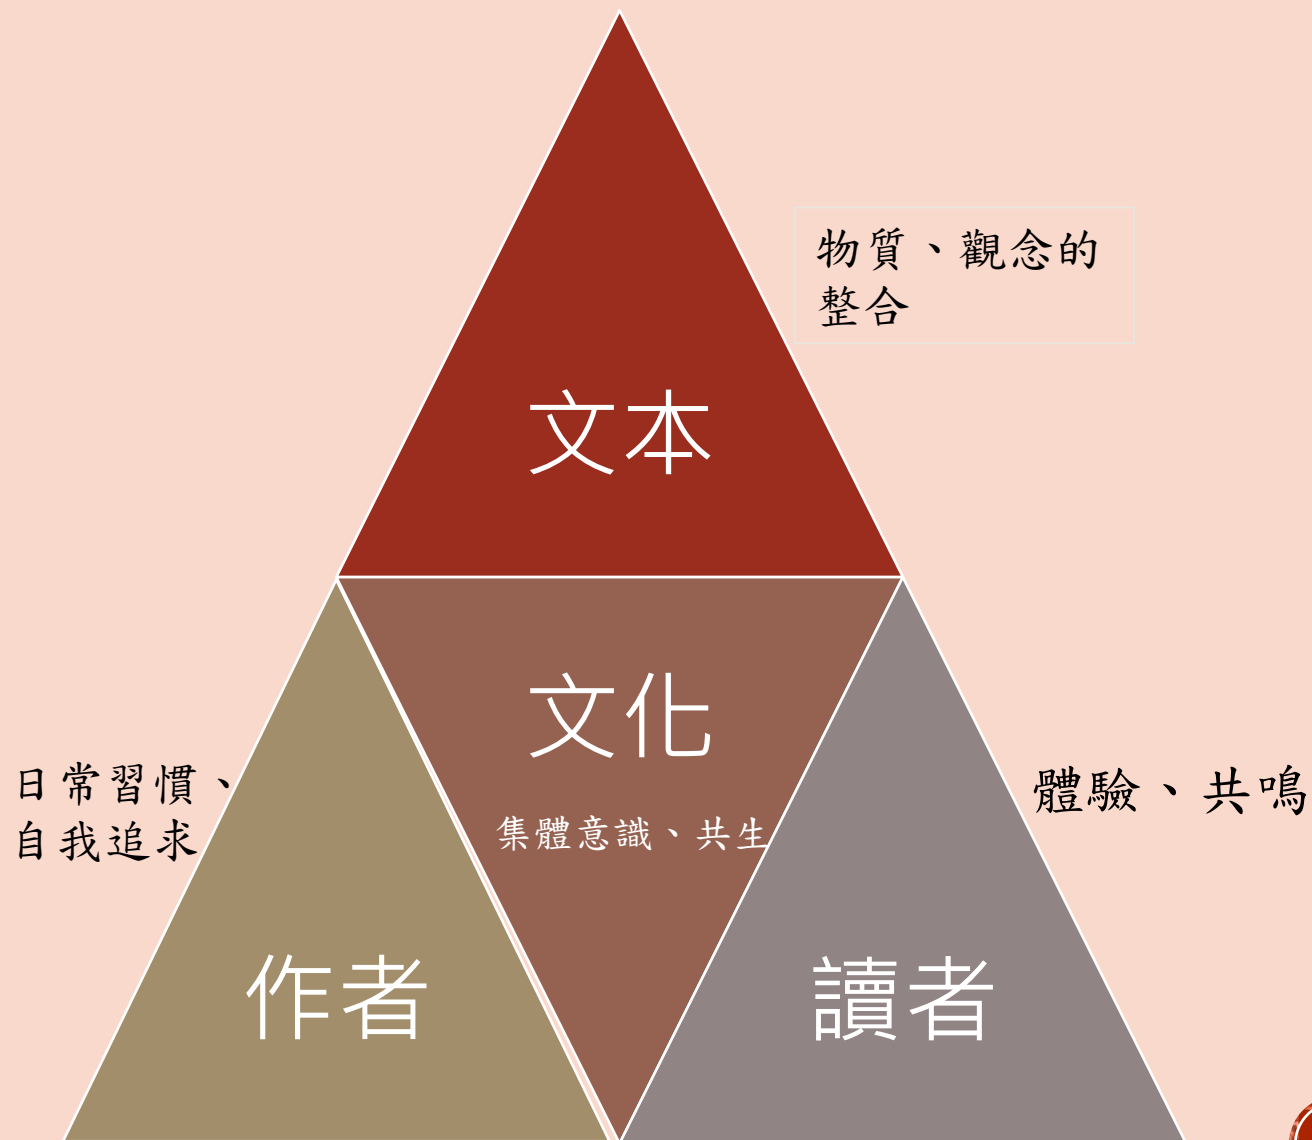 物質、觀念的
整合
文本
文化
集體意識、共生
日常習慣、
自我追求
體驗、共鳴
作者
讀者